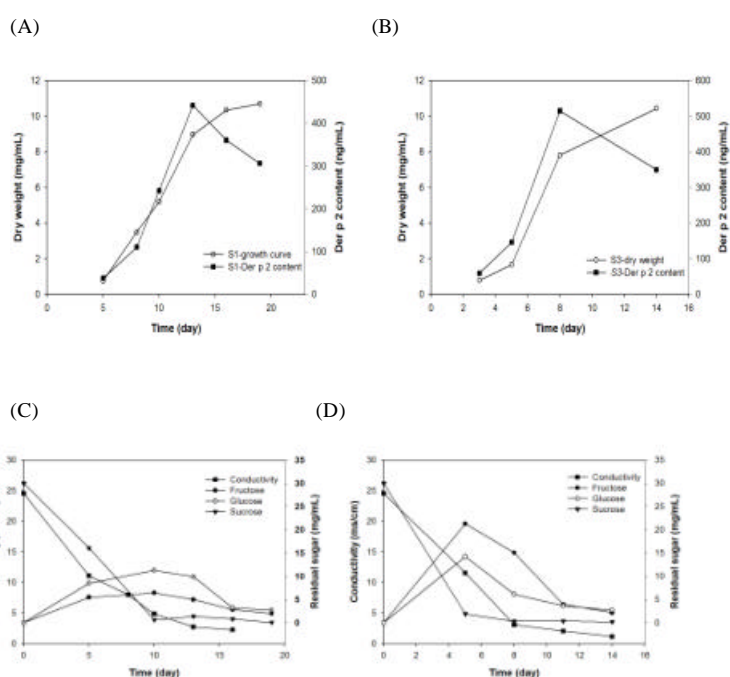 (A)
(B)
12
10
8
6
4
2
0
Dry weight (mg/mL)
500
400
300
200
100
0
Der p 2 content (ng/mL)
S1-growth curve
S1-Der p 2 content
0 5 10 15 20
Time (day)
12
10
8
6
4
2
0
Dry weight (mg/mL)
600
500
400
300
200
100
0
Der p 2 content (ng/mL)
S3-dry weight
S3-Der p 2 content
0 2 4 6 8 10 12 14 16
Time (day)
(C)
(D)
30
25
20
15
10
5
0
35
30
25
20
15
10
5
0
Residual sugar (mg/mL)
Conductivity
Fructose
Glucose
Sucrose
0 5 10 15 20
Time (day)
30
25
20
15
10
5
0
Conductivity (ms/cm)
35
30
25
20
15
10
5
0
Residual sugar (mg/mL)
Conductivity
Fructose
Glucose
Sucrose
0 2 4 6 8 10 12 14 16
Time (day)